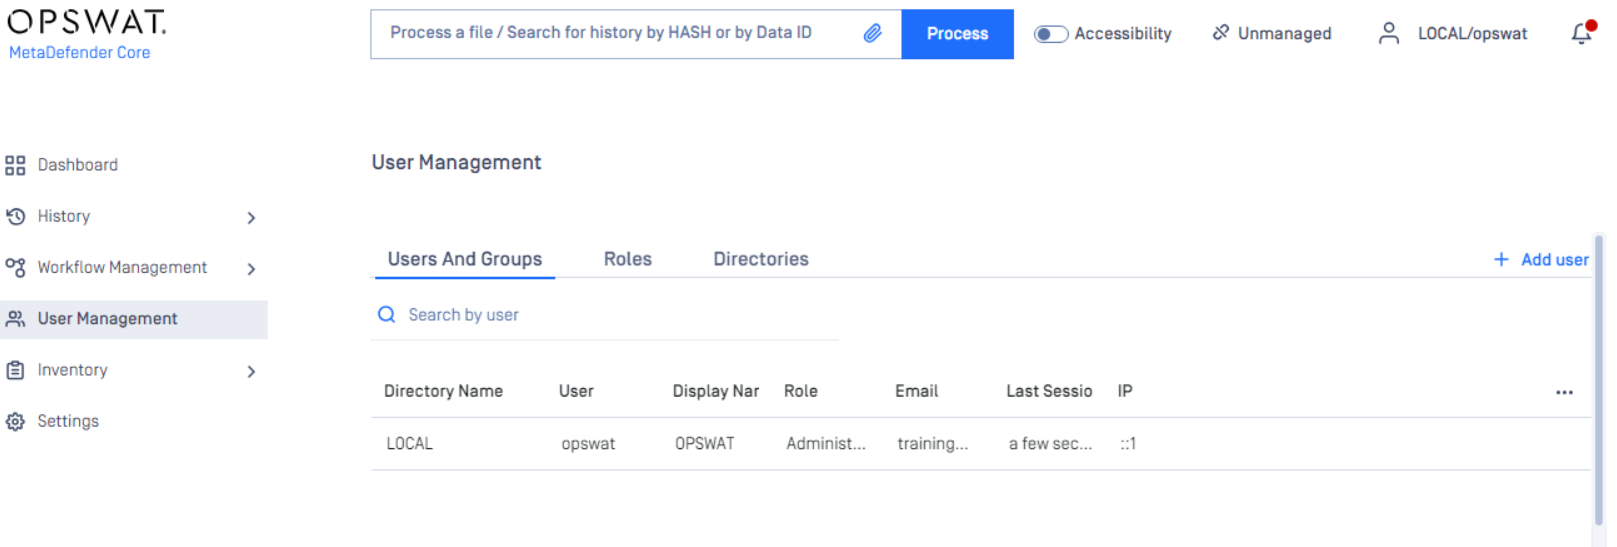 OPSWAT.
MetaDefender Core
Process a file / Search for history by HASH or by Data ID
Process
Accessibility
Unmanaged
LOCAL/opswat
Dashboard
History
Workflow Management
User Management
Inventory
Settings
User Management
Users And Groups Roles Directories + Add user
Search by user
Directory Name User Display Nar Role Email Last Sessio IP ...
LOCAL opswat OPSWAT Administ... training... a few sec... ::1